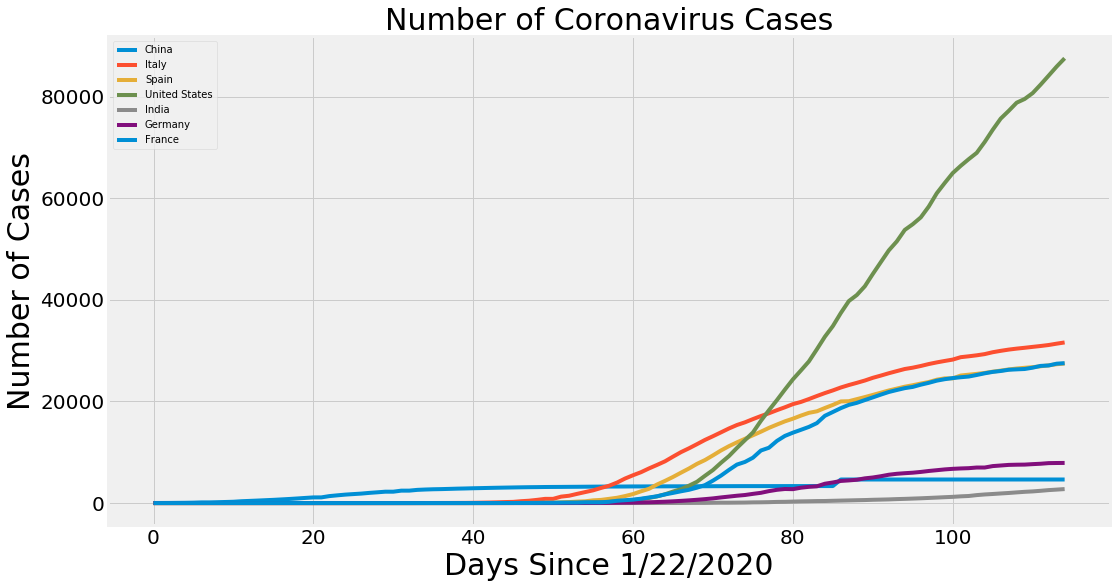 Number of Coronavirus Cases
China
Italy
Spain
United States
India
Germany
France
Number of Cases
80000
60000
40000
20000
0
0 20 40 60 80 100
Days Since 1/22/2020